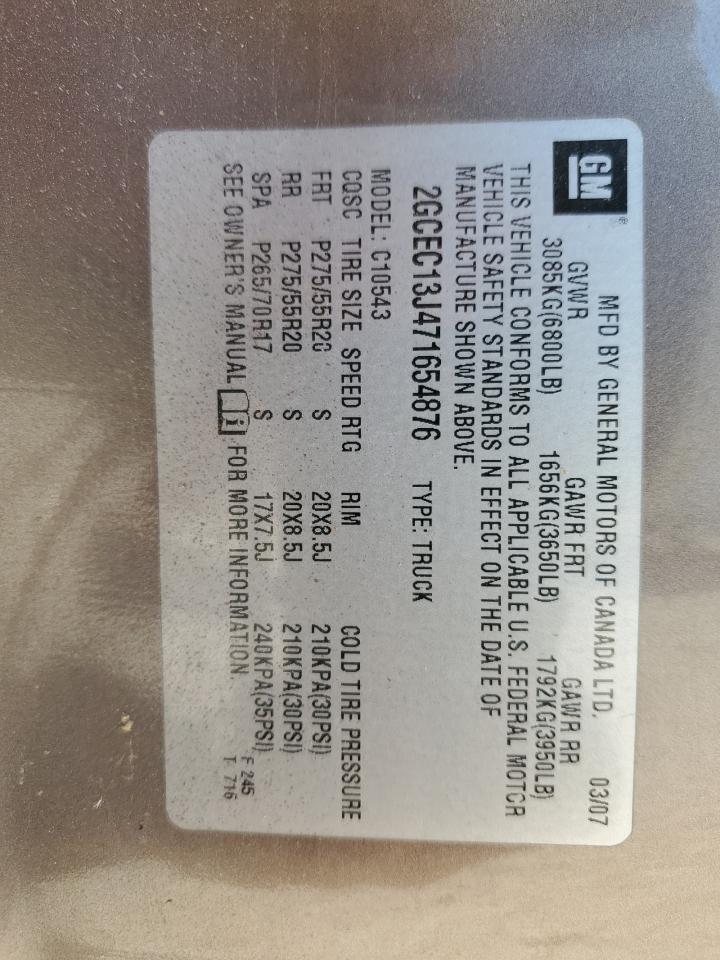 GM®
MFD BY GENERAL MOTORS OF CANADA LTD. 03/07
GVWR GAWR FRT GAWR RR
3085KG(6800LB) 1656KG(3650LB) 1792KG(3950LB)
THIS VEHICLE CONFORMS TO ALL APPLICABLE U.S. FEDERAL MOTOR
VEHICLE SAFETY STANDARDS IN EFFECT ON THE DATE OF
MANUFACTURE SHOWN ABOVE.
2GCEC13J471654876 TYPE: TRUCK
MODEL: C10543
CQSC TIRE SIZE SPEED RTG RIM COLD TIRE PRESSURE
FRT P275/55R20 S 20X8.5J 210KPA(30PSI)
RR P275/55R20 S 20X8.5J 210KPA(30PSI)
SPA P265/70R17 S 17X7.5J 240KPA(35PSI)
SEE OWNER'S MANUAL i FOR MORE INFORMATION.
F 245
T 716